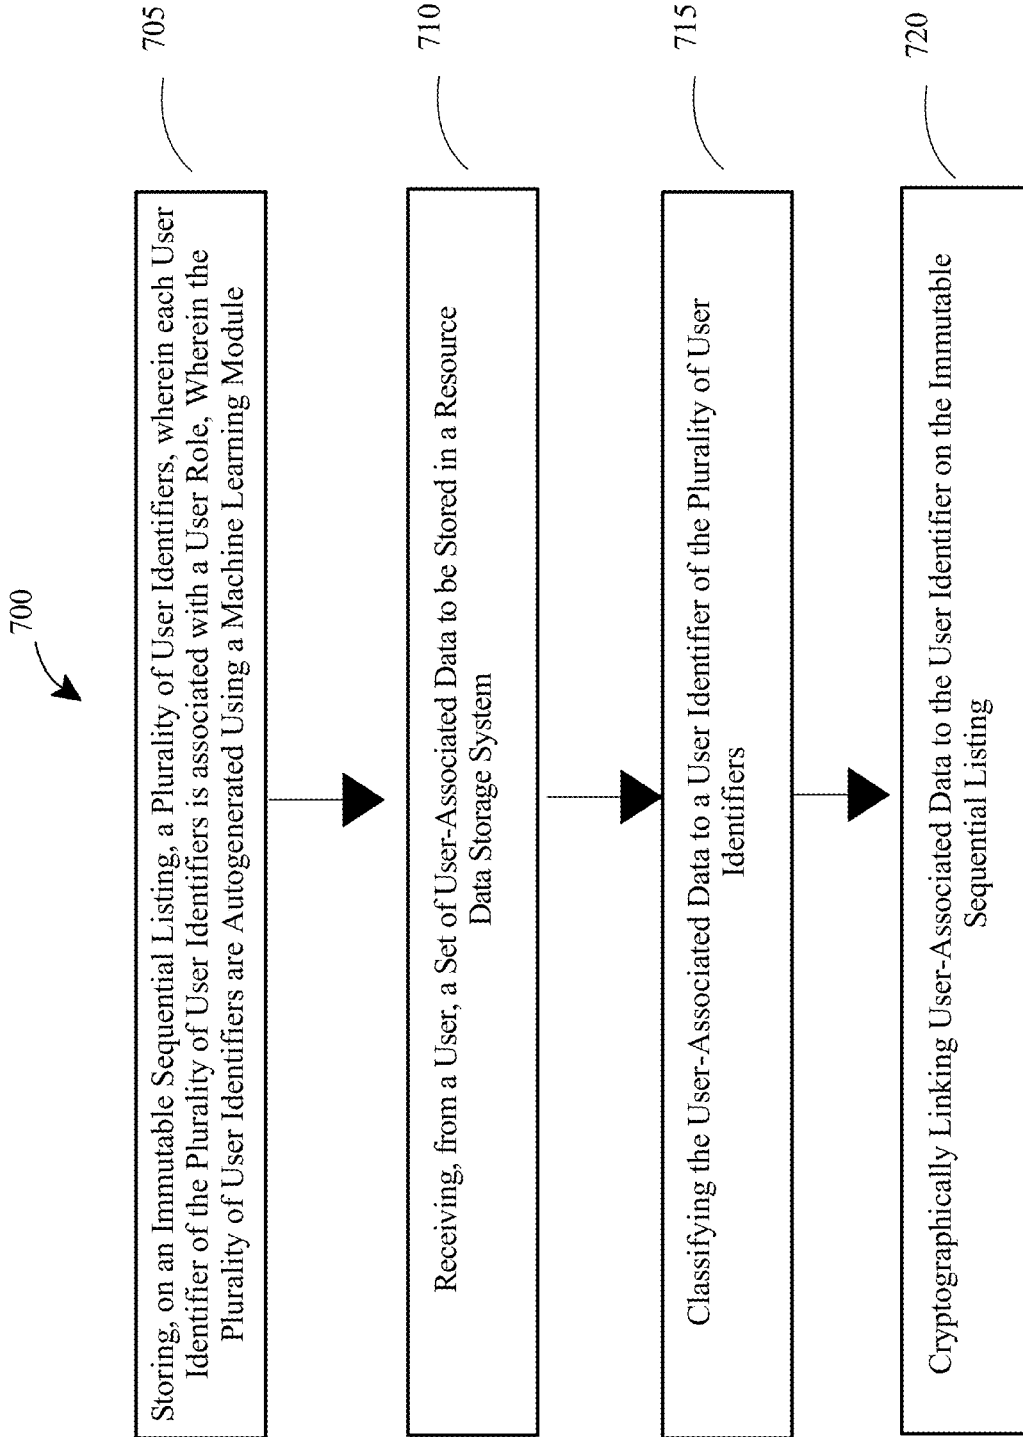 700
705
Storing, on an Immutable Sequential Listing, a Plurality of User Identifiers, wherein each User
Identifier of the Plurality of User Identifiers is associated with a User Role, Wherein the
Plurality of User Identifiers are Autogenerated Using a Machine Learning Module
710
Receiving, from a User, a Set of User-Associated Data to be Stored in a Resource
Data Storage System
715
Classifying the User-Associated Data to a User Identifier of the Plurality of User
Identifiers
720
Cryptographically Linking User-Associated Data to the User Identifier on the Immutable
Sequential Listing